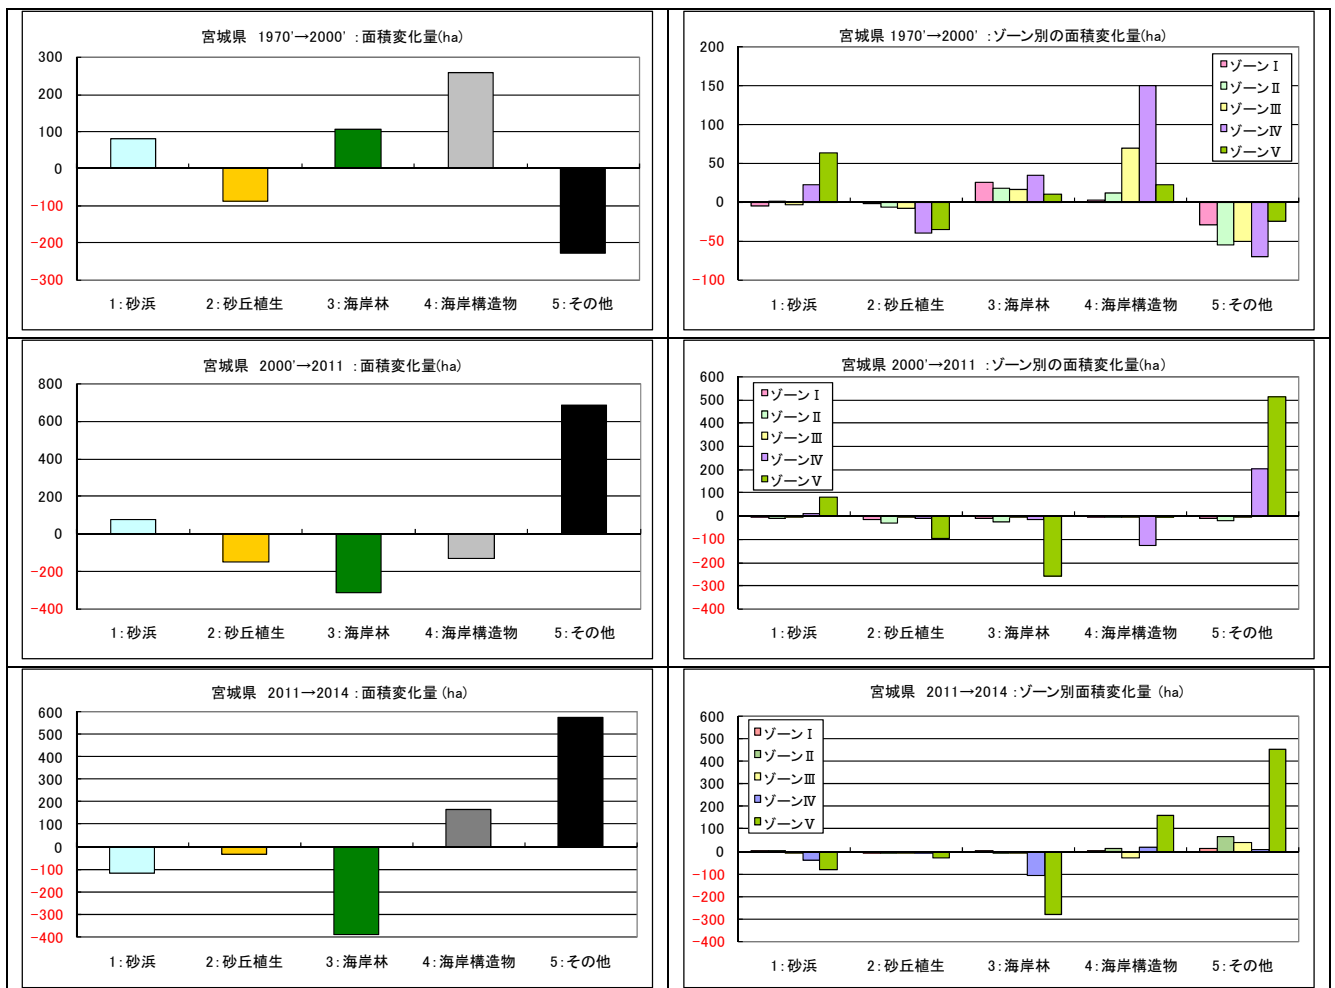 宮城県 1970'→2000' :面積変化量(ha)
300
200
100
0
-100
-200
-300
1:砂浜 2:砂丘植生 3:海岸林 4:海岸構造物 5:その他
宮城県 1970'→2000' :ゾーン別の面積変化量(ha)
200
150
100
50
0
-50
-100
ゾーンⅠ
ゾーンⅡ
ゾーンⅢ
ゾーンⅣ
ゾーンⅤ
1:砂浜 2:砂丘植生 3:海岸林 4:海岸構造物 5:その他
宮城県 2000'→2011 :面積変化量(ha)
800
600
400
200
0
-200
-400
1:砂浜 2:砂丘植生 3:海岸林 4:海岸構造物 5:その他
宮城県 2000'→2011 :ゾーン別の面積変化量(ha)
600
500
400
300
200
100
0
-100
-200
-300
-400
ゾーンⅠ
ゾーンⅡ
ゾーンⅢ
ゾーンⅣ
ゾーンⅤ
1:砂浜 2:砂丘植生 3:海岸林 4:海岸構造物 5:その他
宮城県 2011→2014 :面積変化量 (ha)
600
500
400
300
200
100
0
-100
-200
-300
-400
1:砂浜 2:砂丘植生 3:海岸林 4:海岸構造物 5:その他
宮城県 2011→2014 :ゾーン別面積変化量 (ha)
600
500
400
300
200
100
0
-100
-200
-300
-400
ゾーンⅠ
ゾーンⅡ
ゾーンⅢ
ゾーンⅣ
ゾーンⅤ
1:砂浜 2:砂丘植生 3:海岸林 4:海岸構造物 5:その他